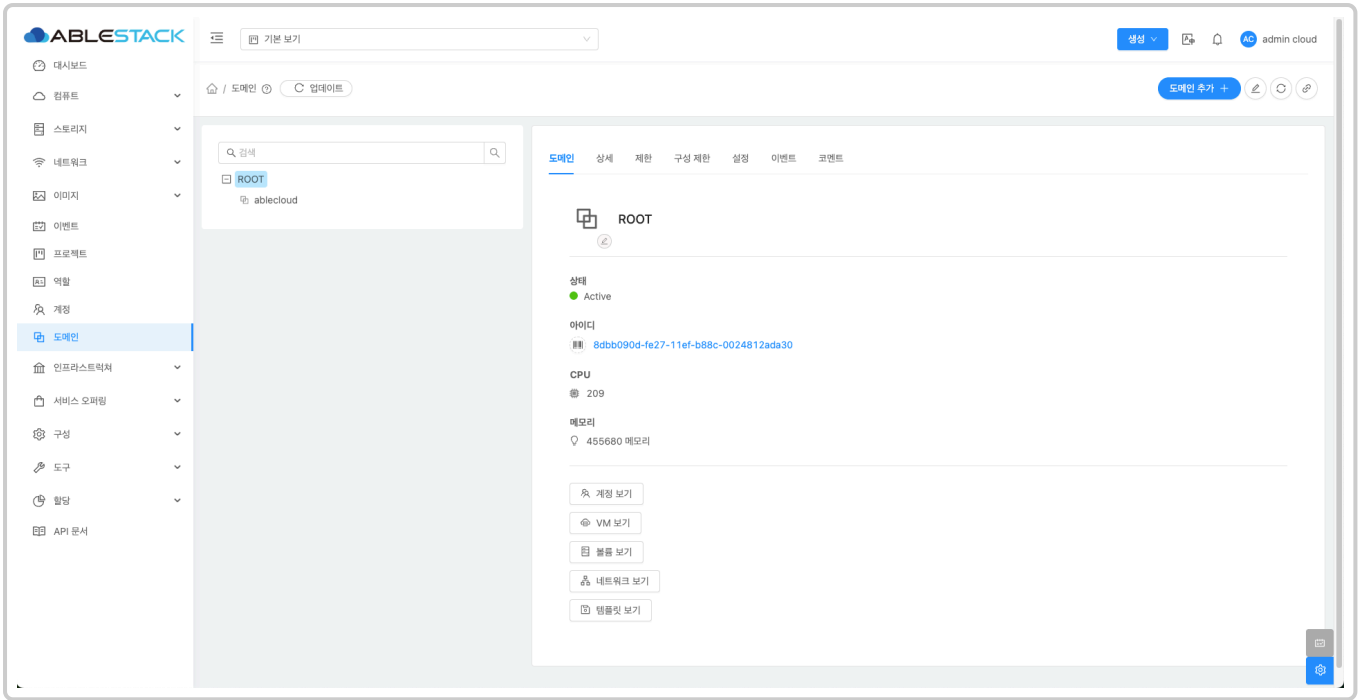 ABLESTACK
기본 보기
생성
AC
admin cloud
대시보드
컴퓨트
스토리지
네트워크
이미지
이벤트
프로젝트
역할
계정
도메인
인프라스트럭쳐
서비스 오퍼링
구성
도구
할당
API 문서
/ 도메인
업데이트
도메인 추가
검색
ROOT
ablecloud
도메인 상세 제한 구성 제한 설정 이벤트 코멘트
ROOT
상태
Active
아이디
8dbb090d-fe27-11ef-b88c-0024812ada30
CPU
209
메모리
455680 메모리
계정 보기
VM 보기
볼륨 보기
네트워크 보기
템플릿 보기